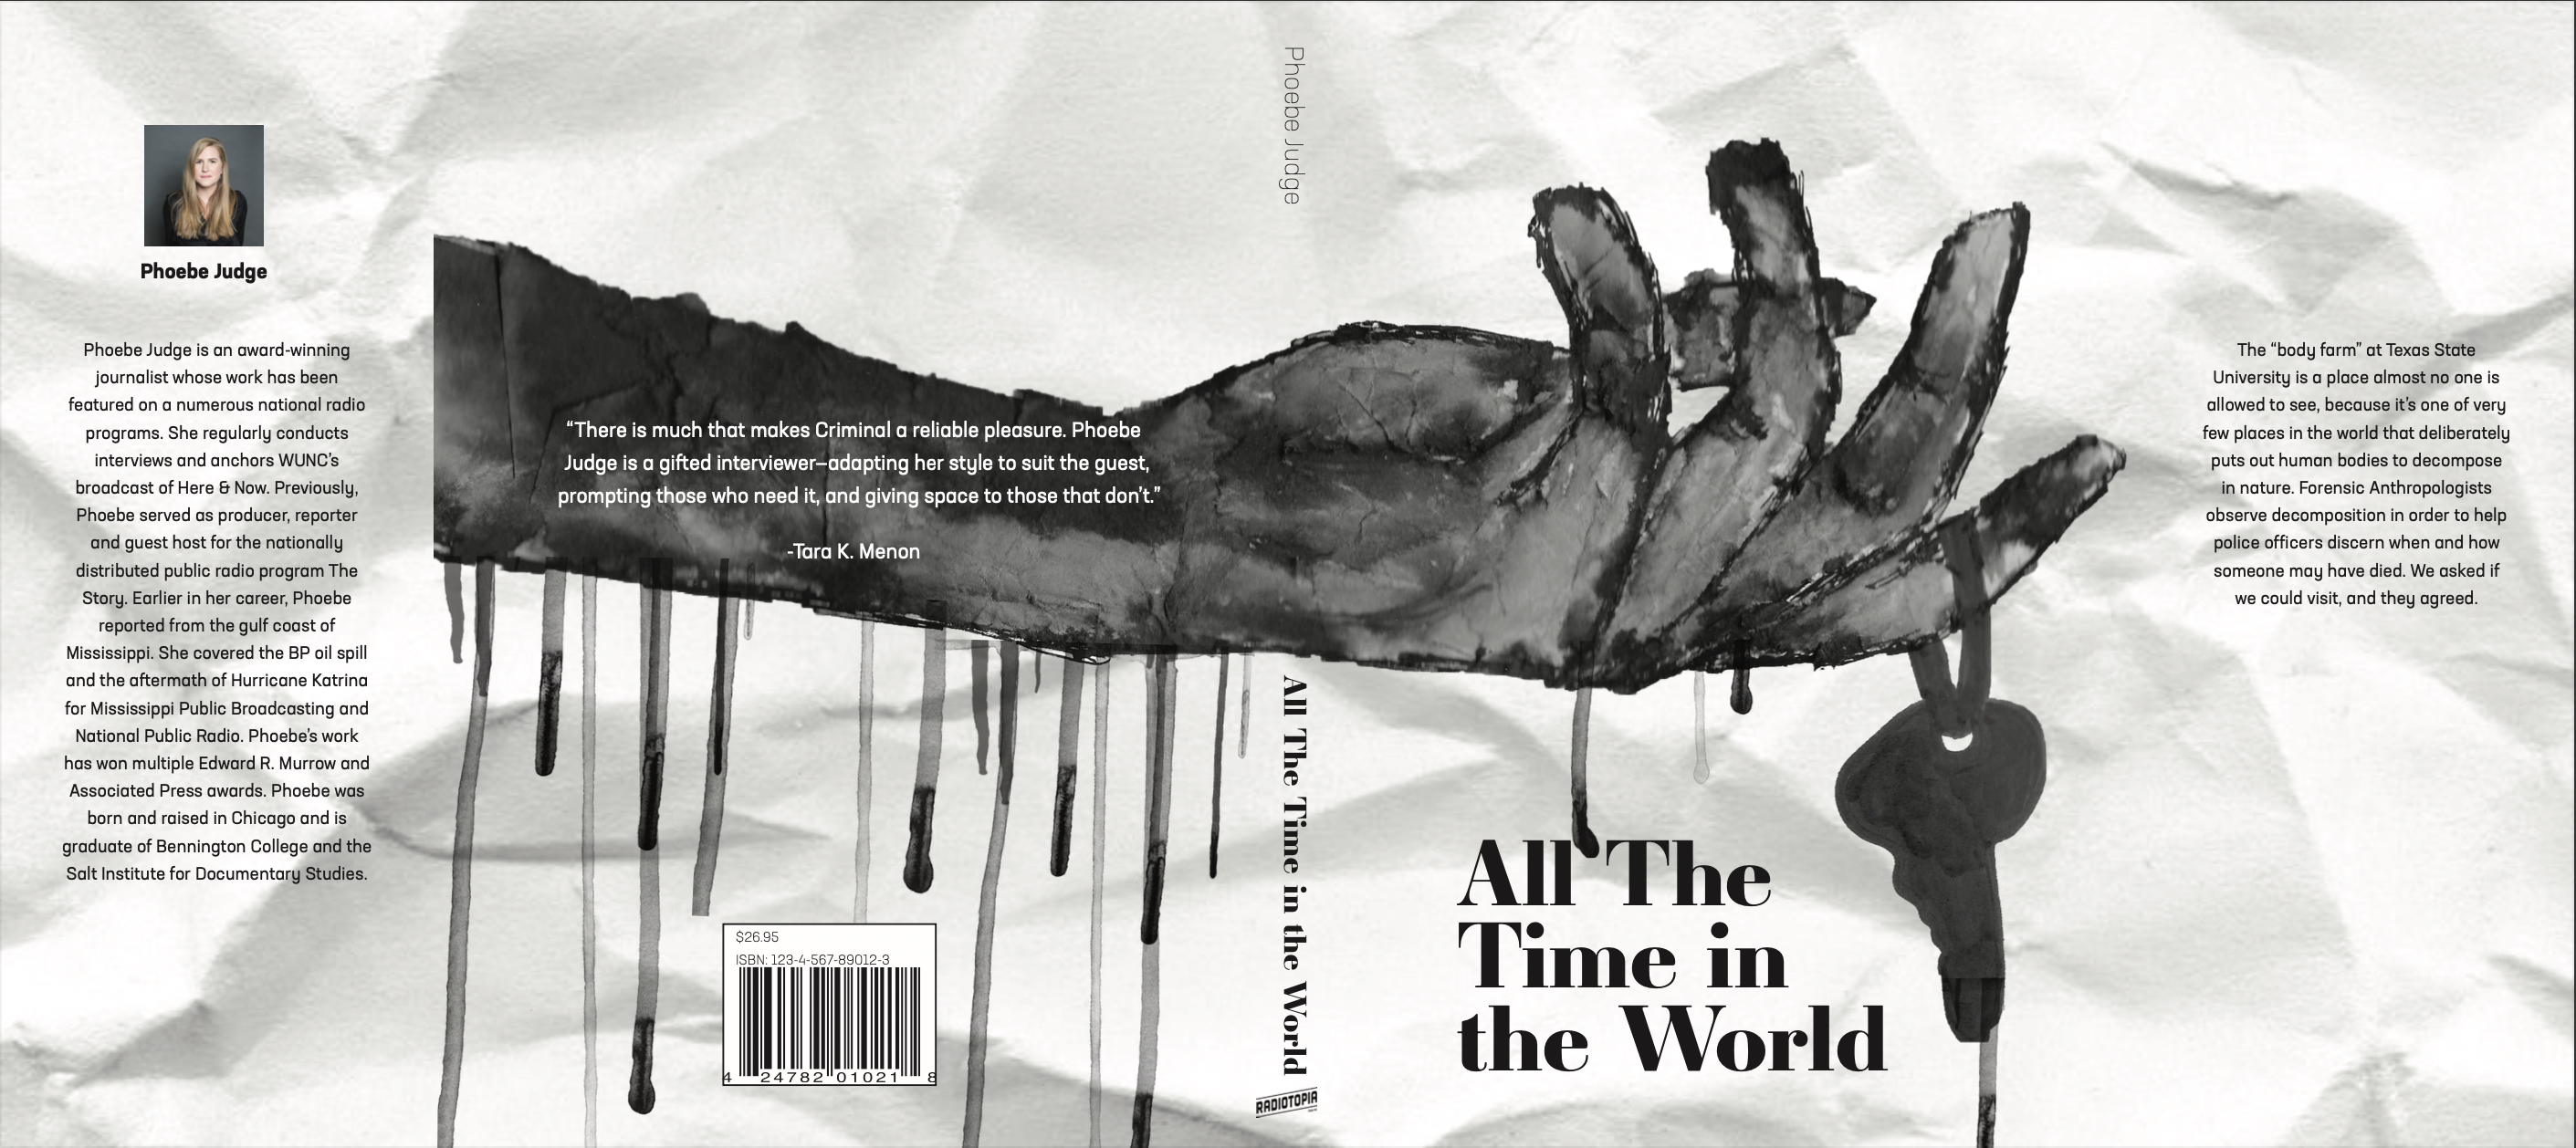 Phoebe Judge
Phoebe Judge is an award-winning
journalist whose work has been
featured on a numerous national radio
programs. She regularly conducts
interviews and anchors WUNC’s
broadcast of Here & Now. Previously,
Phoebe served as producer, reporter
and guest host for the nationally
distributed public radio program The
Story. Earlier in her career, Phoebe
reported from the gulf coast of
Mississippi. She covered the BP oil spill
and the aftermath of Hurricane Katrina
for Mississippi Public Broadcasting and
National Public Radio. Phoebe’s work
has won multiple Edward R. Murrow and
Associated Press awards. Phoebe was
born and raised in Chicago and is
graduate of Bennington College and the
Salt Institute for Documentary Studies.
“There is much that makes Criminal a reliable pleasure. Phoebe
Judge is a gifted interviewer—adapting her style to suit the guest,
prompting those who need it, and giving space to those that don’t.”
-Tara K. Menon
$26.95
ISBN: 123-4-567-89012-3
4 24782 01021 8
Phoebe Judge
All The Time in the World
RADIOTOPIA
All The
Time in
the World
The “body farm” at Texas State
University is a place almost no one is
allowed to see, because it’s one of very
few places in the world that deliberately
puts out human bodies to decompose
in nature. Forensic Anthropologists
observe decomposition in order to help
police officers discern when and how
someone may have died. We asked if
we could visit, and they agreed.